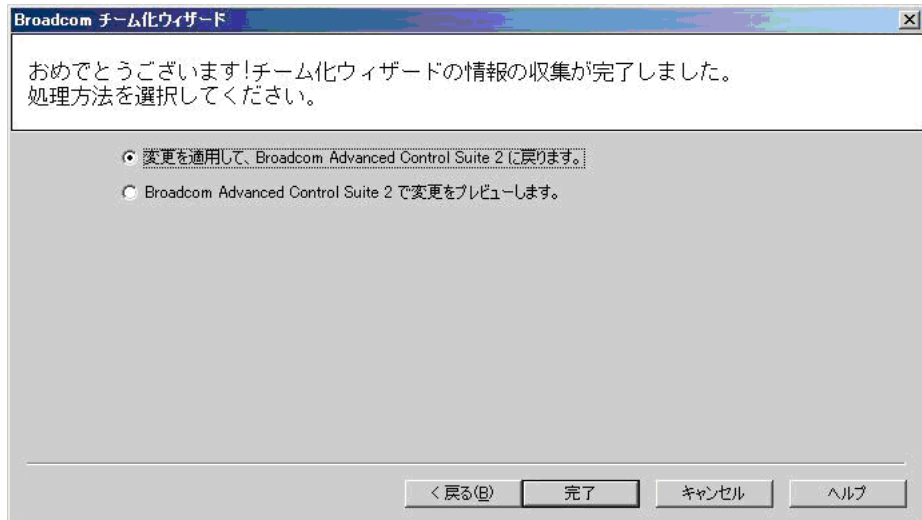 Broadcom チーム化ウィザード
おめでとうございます!チーム化ウィザードの情報の収集が完了しました。
処理方法を選択してください。
変更を適用して、Broadcom Advanced Control Suite 2 に戻ります。
Broadcom Advanced Control Suite 2 で変更をプレビューします。
< 戻る(B)
完了
キャンセル
ヘルプ